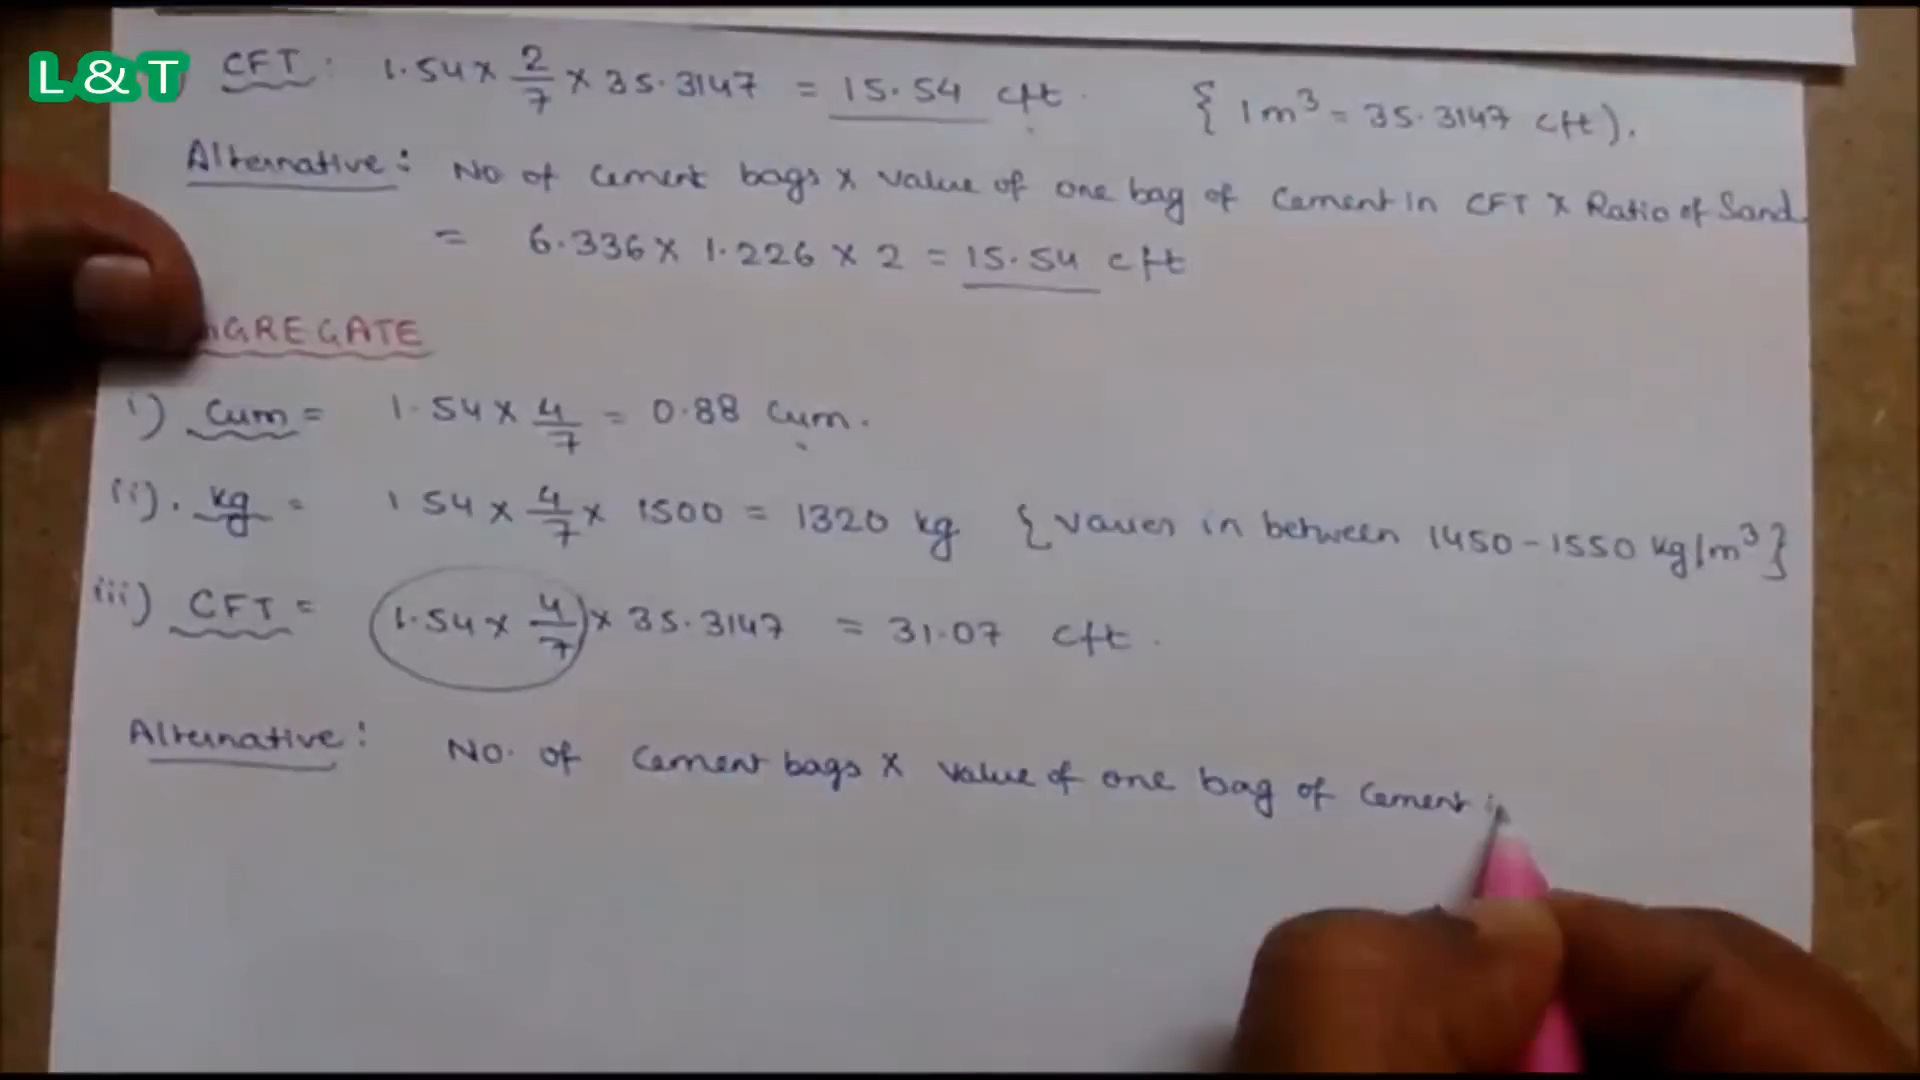 L & T
CFT : 1.54 x 2/7 x 35.3147 = 15.54 cft. { 1 m³ = 35.3147 cft).
Alternative : No of cement bags x value of one bag of cement in CFT x Ratio of Sand
= 6.336 x 1.226 x 2 = 15.54 cft
GREGATE
i) Cum = 1.54 x 4/7 = 0.88 Cum.
(ii). kg = 1.54 x 4/7 x 1500 = 1320 kg { in between 1450 - 1550 kg/m³}
iii) CFT = 1.54 x 4/7 x 35.3147 = 31.07 cft.
Alternative : No. of cement bags x value of one bag of cement i